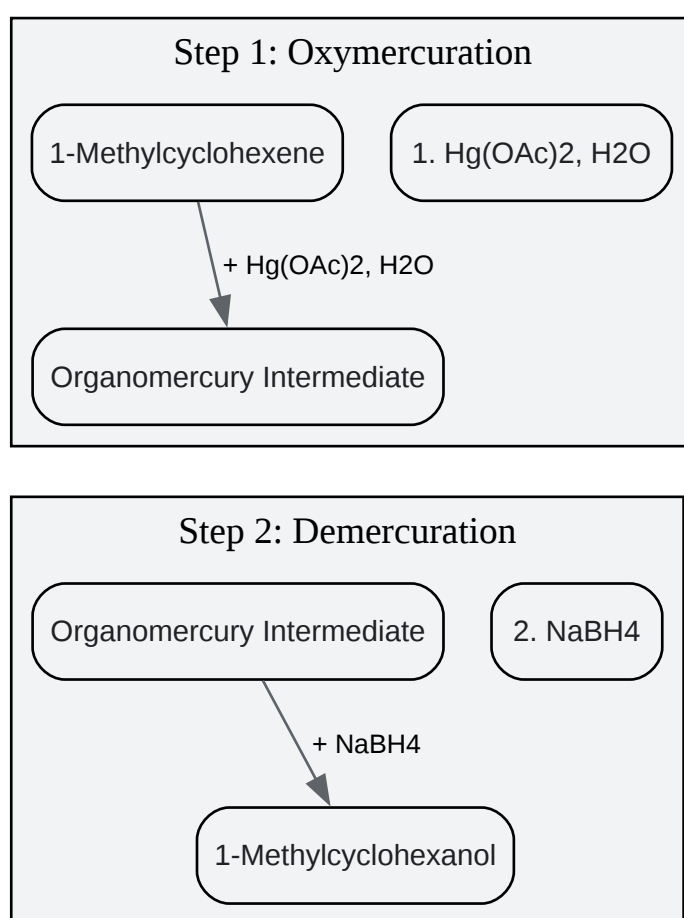 Step 1: Oxymercuration
1-Methylcyclohexene
1. Hg(OAc)2, H2O
+ Hg(OAc)2, H2O
Organomercury Intermediate
Step 2: Demercuration
Organomercury Intermediate
2. NaBH4
+ NaBH4
1-Methylcyclohexanol